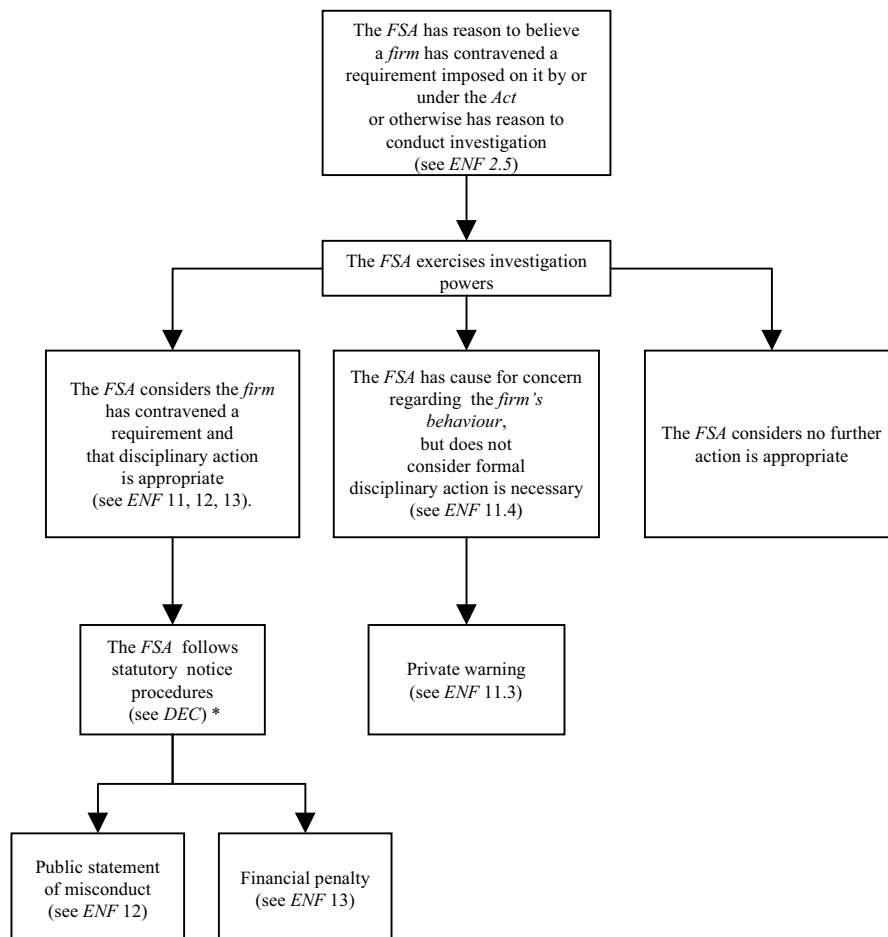 The FSA has reason to believe
a firm has contravened a
requirement imposed on it by or
under the Act
or otherwise has reason to
conduct investigation
(see ENF 2.5)
The FSA exercises investigation
powers
The FSA considers the firm
has contravened a
requirement and
that disciplinary action
is appropriate
(see ENF 11, 12, 13).
The FSA has cause for concern
regarding the firm's
behaviour,
but does not
consider formal
disciplinary action is necessary
(see ENF 11.4)
The FSA considers no further
action is appropriate
The FSA follows
statutory notice
procedures
(see DEC) *
Private warning
(see ENF 11.3)
Public statement
of misconduct
(see ENF 12)
Financial penalty
(see ENF 13)